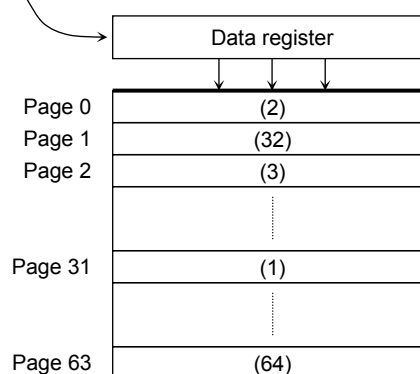 Data register
Page 0 (2)
Page 1 (32)
Page 2 (3)
Page 31 (1)
Page 63 (64)